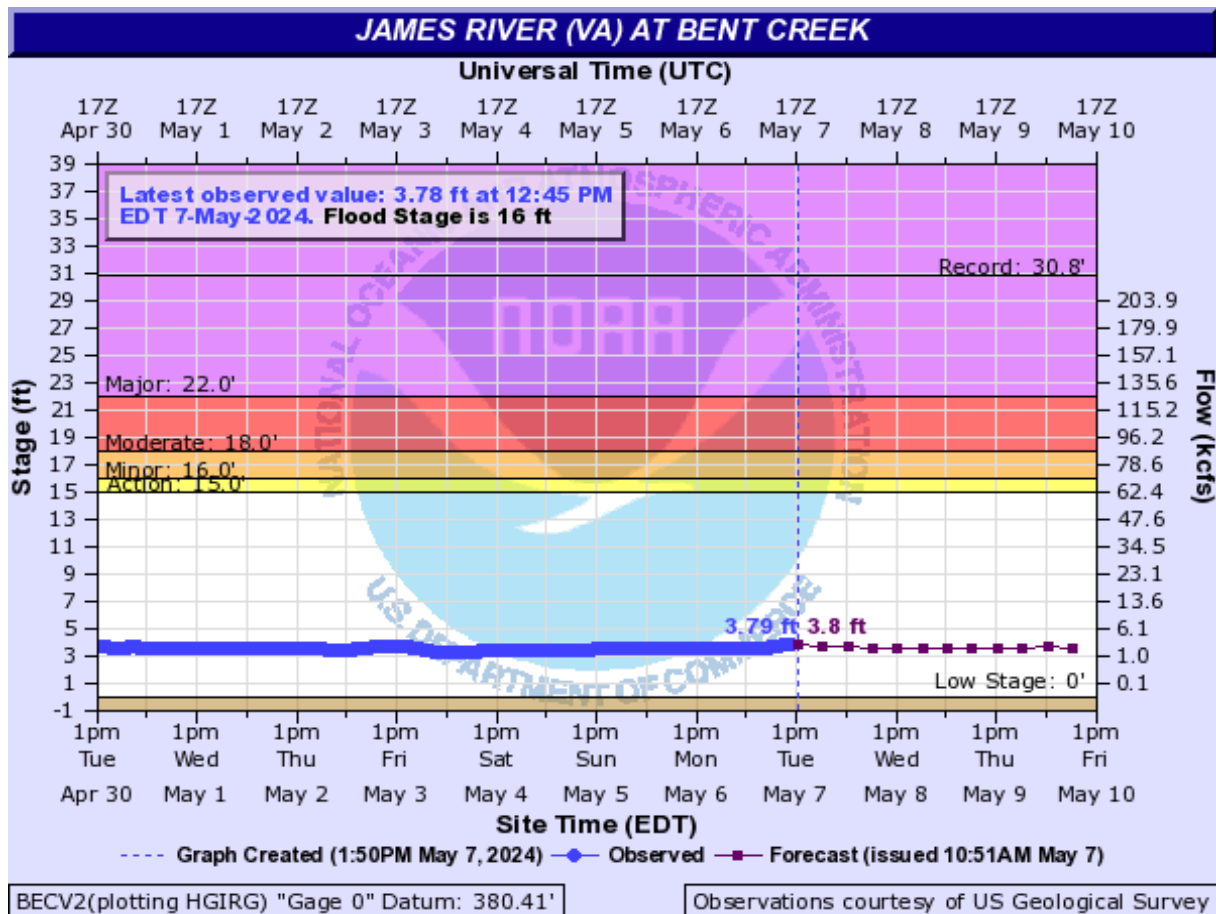 JAMES RIVER (VA) AT BENT CREEK
Universal Time (UTC)
17Z 17Z 17Z 17Z 17Z 17Z 17Z 17Z 17Z 17Z 17Z
Apr 30 May 1 May 2 May 3 May 4 May 5 May 6 May 7 May 8 May 9 May 10
Latest observed value: 3.78 ft at 12:45 PM
EDT 7-May-2024. Flood Stage is 16 ft
NATIONAL OCEANIC AND ATMOSPHERIC ADMINISTRATION
NOAA
U.S. DEPARTMENT OF COMMERCE
Stage (ft)
39
37
35
33
31
29
27
25
23
21
19
17
15
13
11
9
7
5
3
1
-1
Record: 30.8'
Major: 22.0'
Moderate: 18.0'
Minor: 16.0'
Action: 15.0'
3.79 ft 3.8 ft
Low Stage: 0'
203.9
179.9
157.1
135.6
115.2
96.2
78.6
62.4
47.6
34.5
23.1
13.6
6.1
1.0
0.1
Flow (kcfs)
1pm 1pm 1pm 1pm 1pm 1pm 1pm 1pm 1pm 1pm 1pm
Tue Wed Thu Fri Sat Sun Mon Tue Wed Thu Fri
Apr 30 May 1 May 2 May 3 May 4 May 5 May 6 May 7 May 8 May 9 May 10
Site Time (EDT)
Graph Created (1:50PM May 7, 2024) Observed Forecast (issued 10:51AM May 7)
BECV2(plotting HGIRG) "Gage 0" Datum: 380.41'
Observations courtesy of US Geological Survey